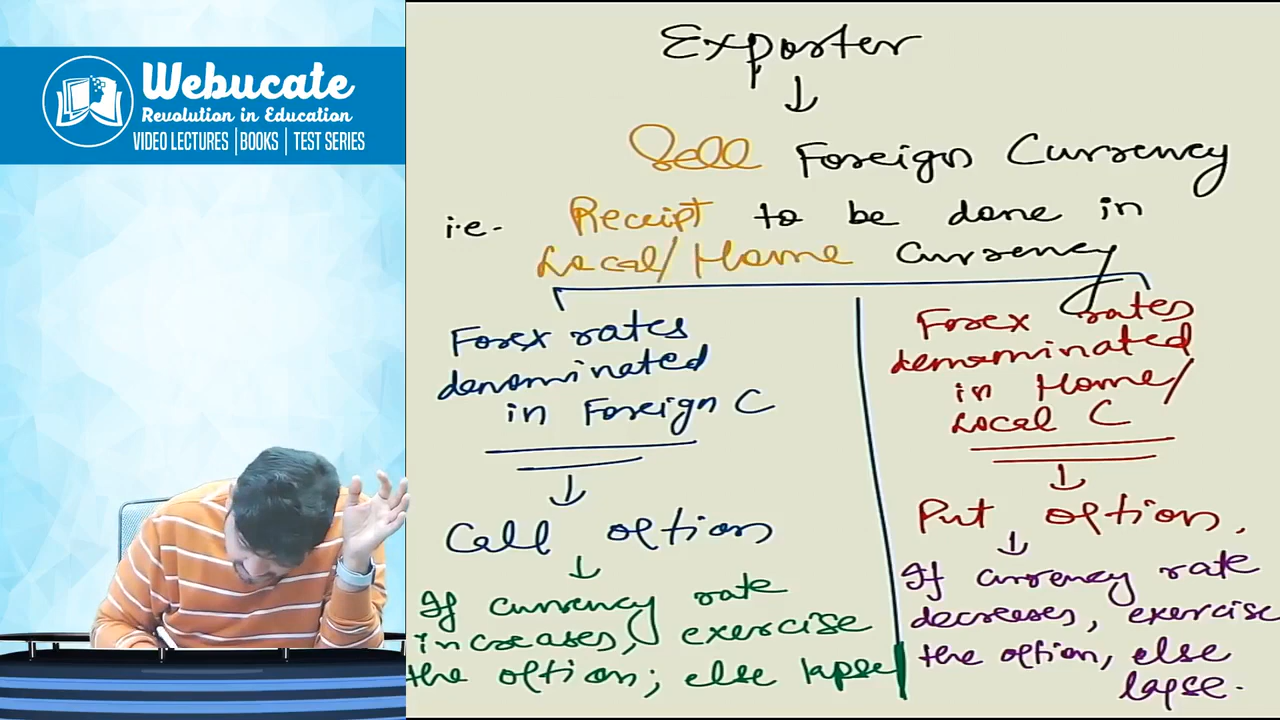 Webucate
Revolution in Education
VIDEO LECTURES | BOOKS | TEST SERIES
Exporter
↓
Sell Foreign Currency
i.e. Receipt to be done in
Local/Home Currency
Forex rates
denominated
in Foreign C
↓
Call option
↓
If currency rate
increases, exercise
the option; else lapse
Forex rates
denominated
in Home/
Local C
↓
Put option.
↓
If currency rate
decreases, exercise
the option, else
lapse.